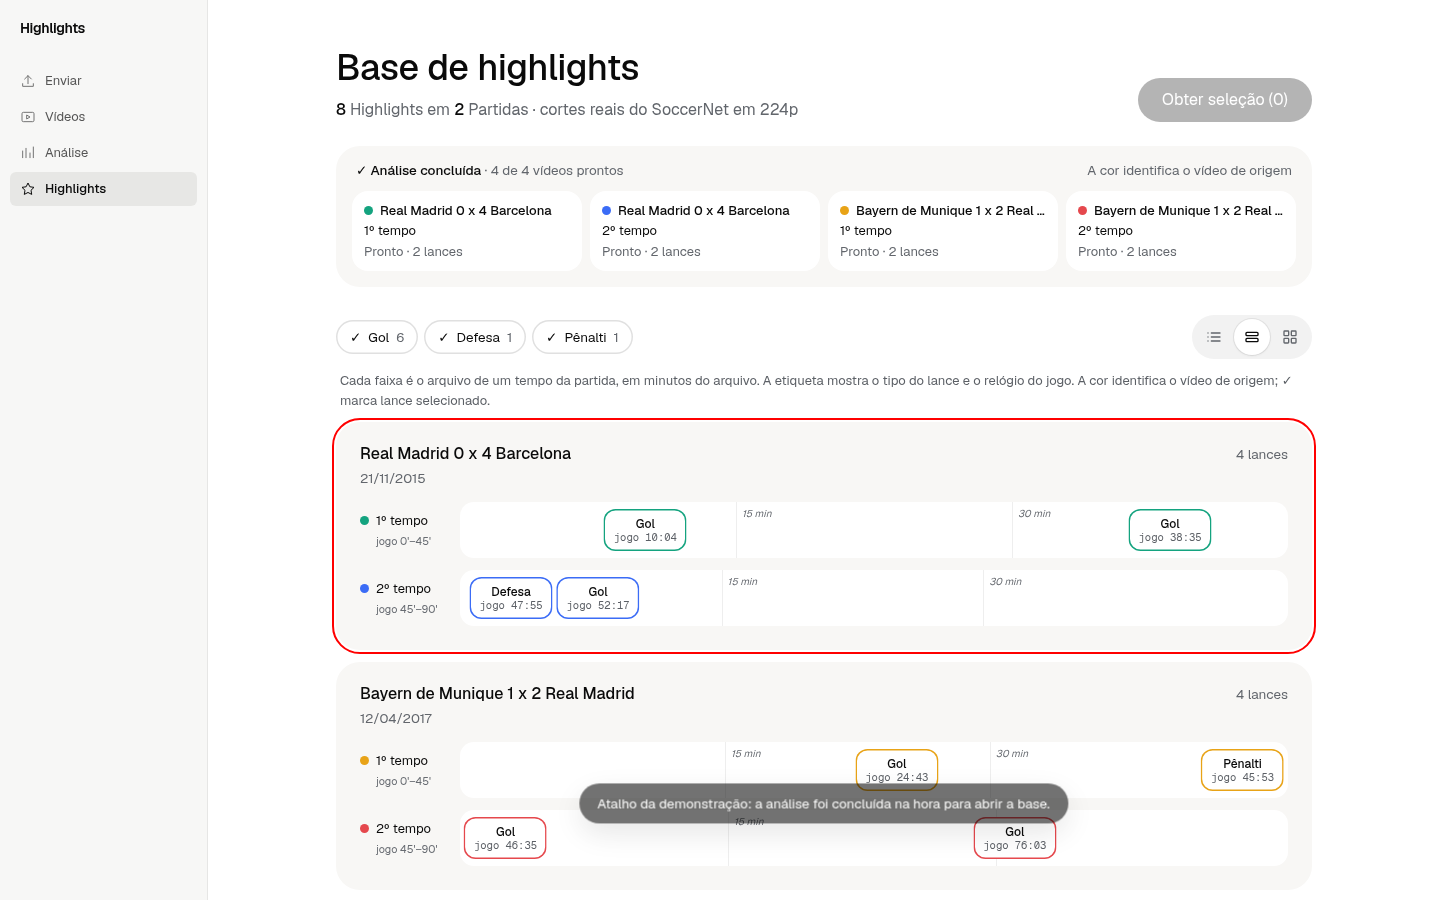 Highlights
Enviar
Vídeos
Análise
Highlights
Base de highlights
8 Highlights em 2 Partidas · cortes reais do SoccerNet em 224p
Obter seleção (0)
✓ Análise concluída · 4 de 4 vídeos prontos
A cor identifica o vídeo de origem
Real Madrid 0 x 4 Barcelona
1º tempo
Pronto · 2 lances
Real Madrid 0 x 4 Barcelona
2º tempo
Pronto · 2 lances
Bayern de Munique 1 x 2 Real ...
1º tempo
Pronto · 2 lances
Bayern de Munique 1 x 2 Real ...
2º tempo
Pronto · 2 lances
✓ Gol 6
✓ Defesa 1
✓ Pênalti 1
Cada faixa é o arquivo de um tempo da partida, em minutos do arquivo. A etiqueta mostra o tipo do lance e o relógio do jogo. A cor identifica o vídeo de origem; ✓
marca lance selecionado.
Real Madrid 0 x 4 Barcelona
4 lances
21/11/2015
1º tempo
jogo 0'–45'
Gol
jogo 10:04
15 min
30 min
Gol
jogo 38:35
2º tempo
jogo 45'–90'
Defesa
jogo 47:55
Gol
jogo 52:17
15 min
30 min
Bayern de Munique 1 x 2 Real Madrid
4 lances
12/04/2017
1º tempo
jogo 0'–45'
15 min
Gol
jogo 24:43
30 min
Pênalti
jogo 45:53
Atalho da demonstração: a análise foi concluída na hora para abrir a base.
2º tempo
jogo 45'–90'
Gol
jogo 46:35
15 min
Gol
jogo 76:03